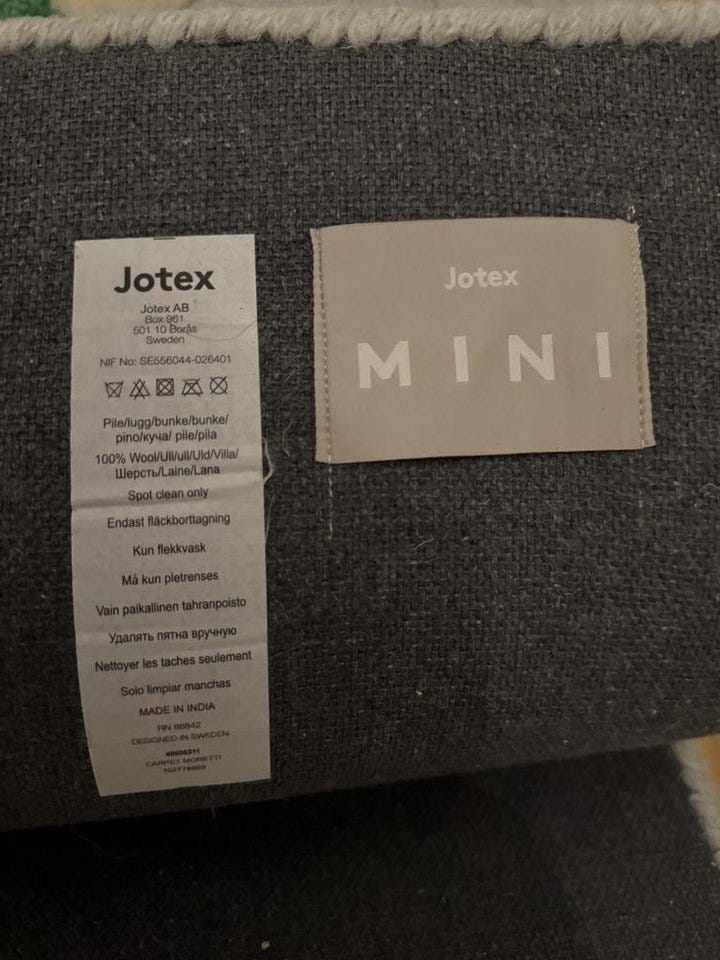 Jotex
Jotex AB
Box 961
501 10 Borås
Sweden
NIF No: SE556044-026401
Pile/lugg/bunke/bunke/
pino/куча/ pile/pila
100% Wool/Ull/ull/Uld/Villa/
Шерсть/Laine/Lana
Spot clean only
Endast fläckborttagning
Kun flekkvask
Må kun pletrenses
Vain paikallinen tahranpoisto
Удалять пятна вручную
Nettoyer les taches seulement
Solo limpiar manchas
MADE IN INDIA
RN 88842
DESIGNED IN SWEDEN
CARPET MORETTI
Jotex
MINI